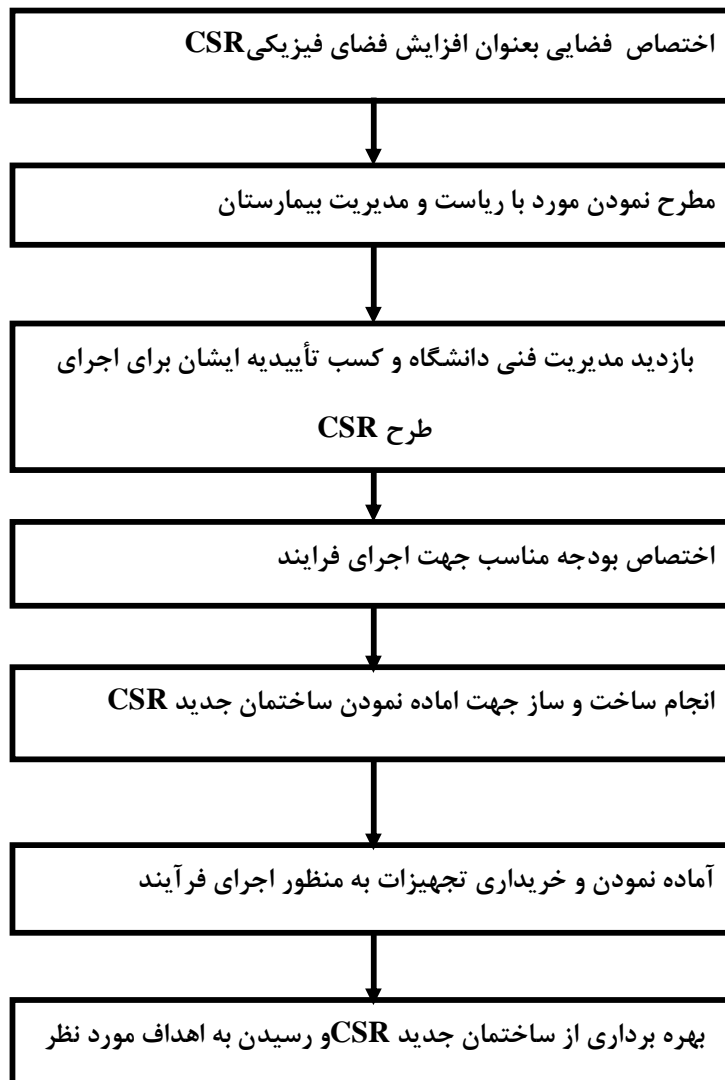 اختصاص فضایی بعنوان افزایش فضای فیزیکیCSR
مطرح نمودن مورد با ریاست و مدیریت بیمارستان
بازدید مدیریت فنی دانشگاه و کسب تأییدیه ایشان برای اجرای
طرح CSR
اختصاص بودجه مناسب جهت اجرای فرایند
انجام ساخت و ساز جهت اماده نمودن ساختمان جدید CSR
آماده نمودن و خریداری تجهیزات به منظور اجرای فرآیند
بهره برداری از ساختمان جدید CSRو رسیدن به اهداف مورد نظر